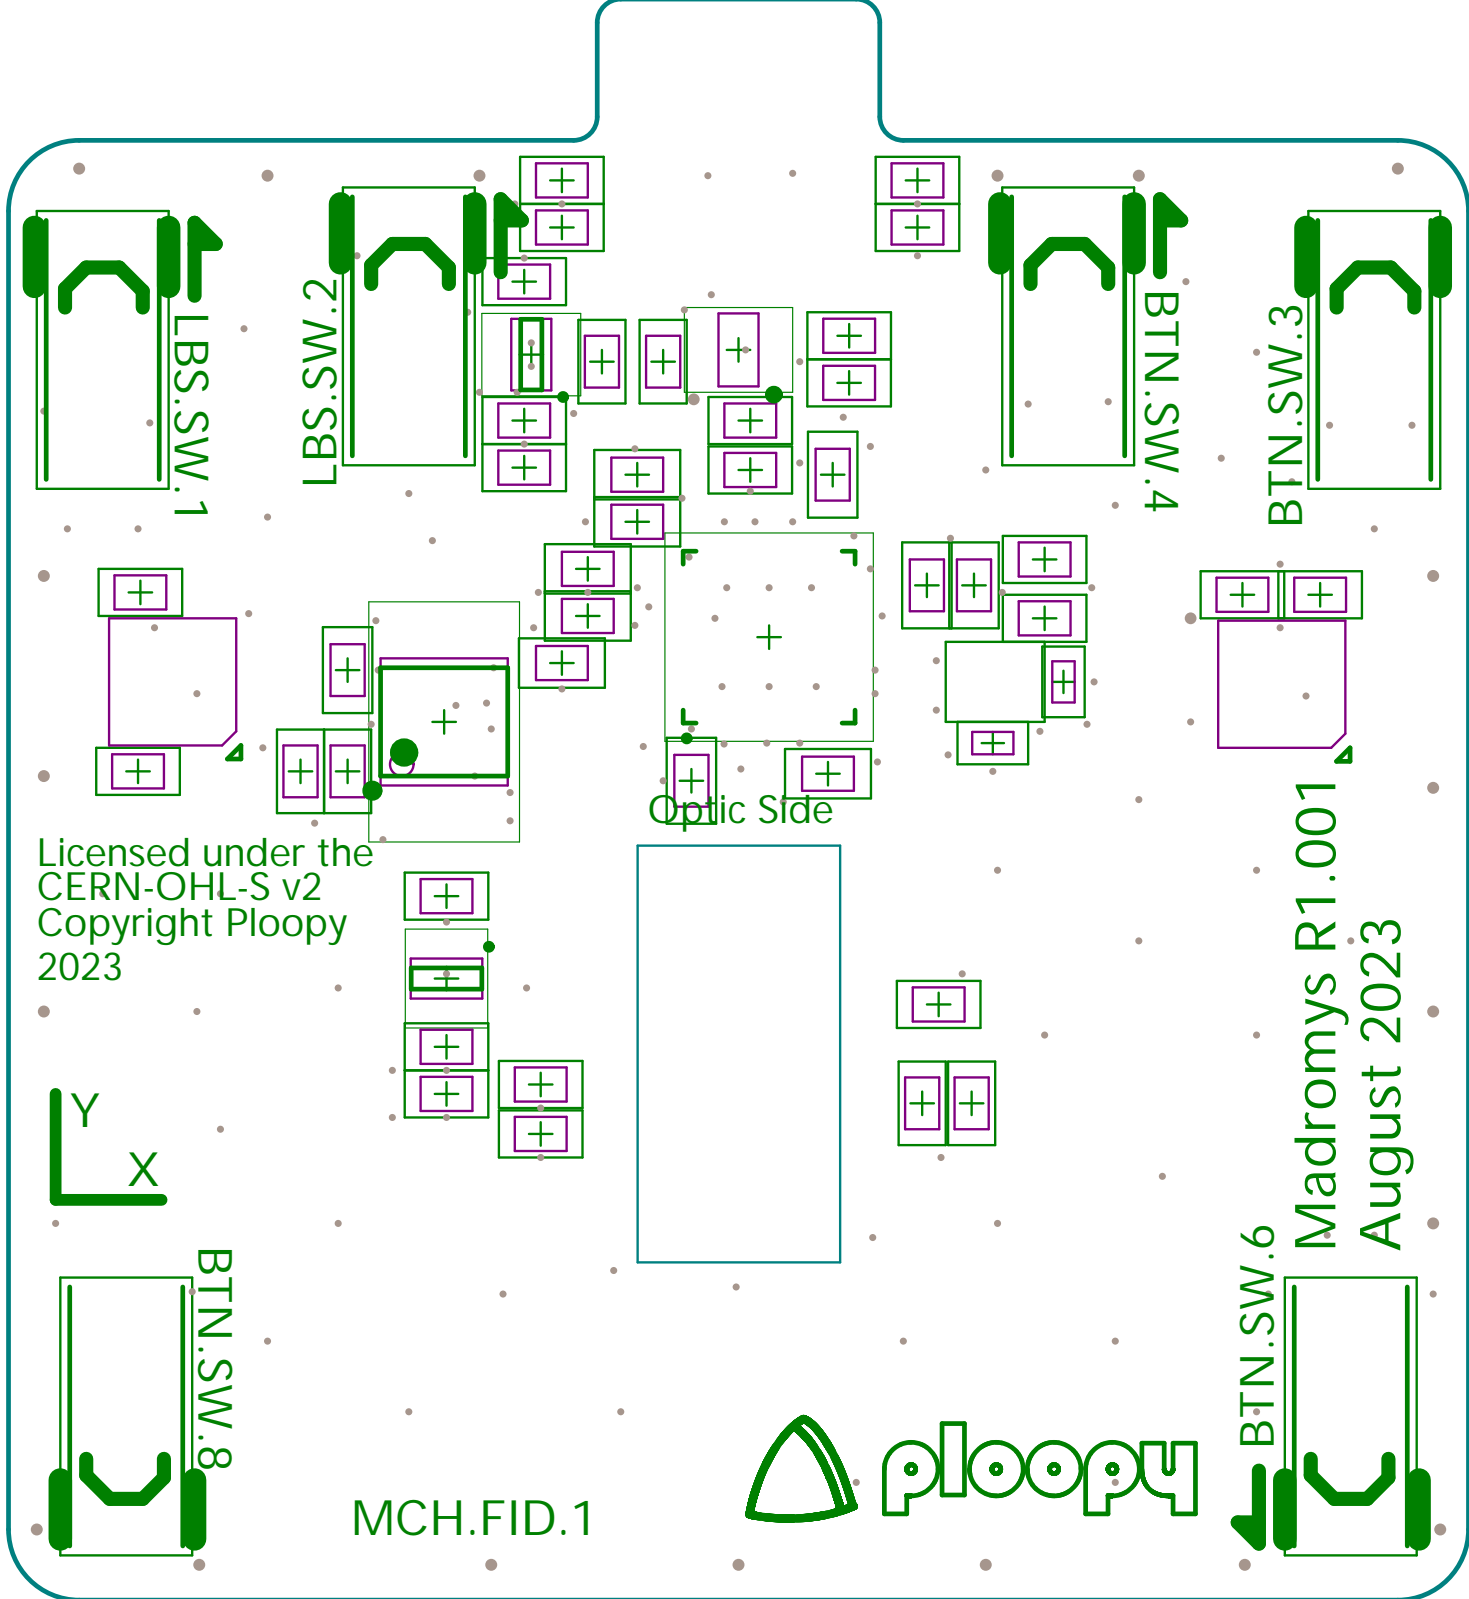 LBS.SW.1
LBS.SW.2
BTN.SW.4
BTN.SW.3
Optic Side
Licensed under the
CERN-OHL-S v2
Copyright Ploopy
2023
Madromys R1.001
August 2023
Y
X
BTN.SW.8
BTN.SW.6
MCH.FID.1
ploopy